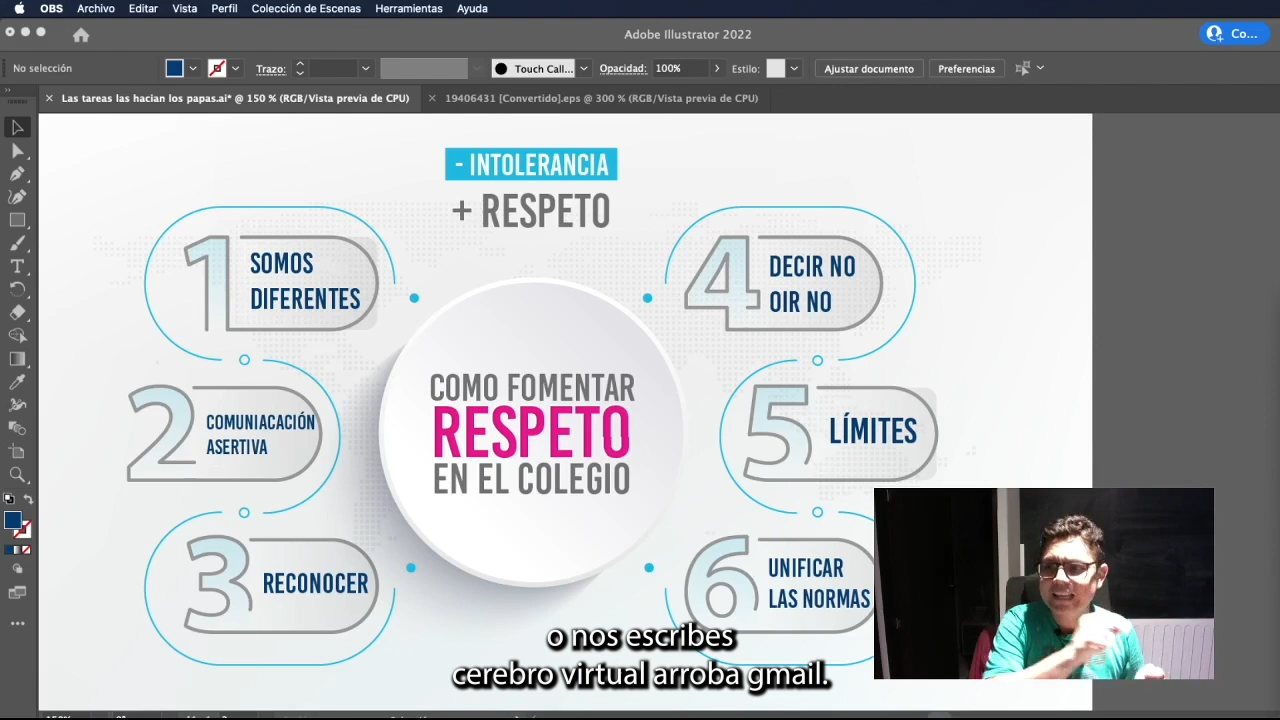 OBS Archivo Editar Vista Perfil Colección de Escenas Herramientas Ayuda
Adobe Illustrator 2022
Co...
No selección Trazo: Touch Call... Opacidad: 100% Estilo: Ajustar documento Preferencias
Las tareas las hacian los papas.ai* @ 150 % (RGB/Vista previa de CPU)
19406431 [Convertido].eps @ 300 % (RGB/Vista previa de CPU)
- INTOLERANCIA
+ RESPETO
1 SOMOS
DIFERENTES
2 COMUNIACACIÓN
ASERTIVA
3 RECONOCER
COMO FOMENTAR
RESPETO
EN EL COLEGIO
4 DECIR NO
OIR NO
5 LÍMITES
6 UNIFICAR
LAS NORMAS
o nos escribes
cerebro virtual arroba gmail.